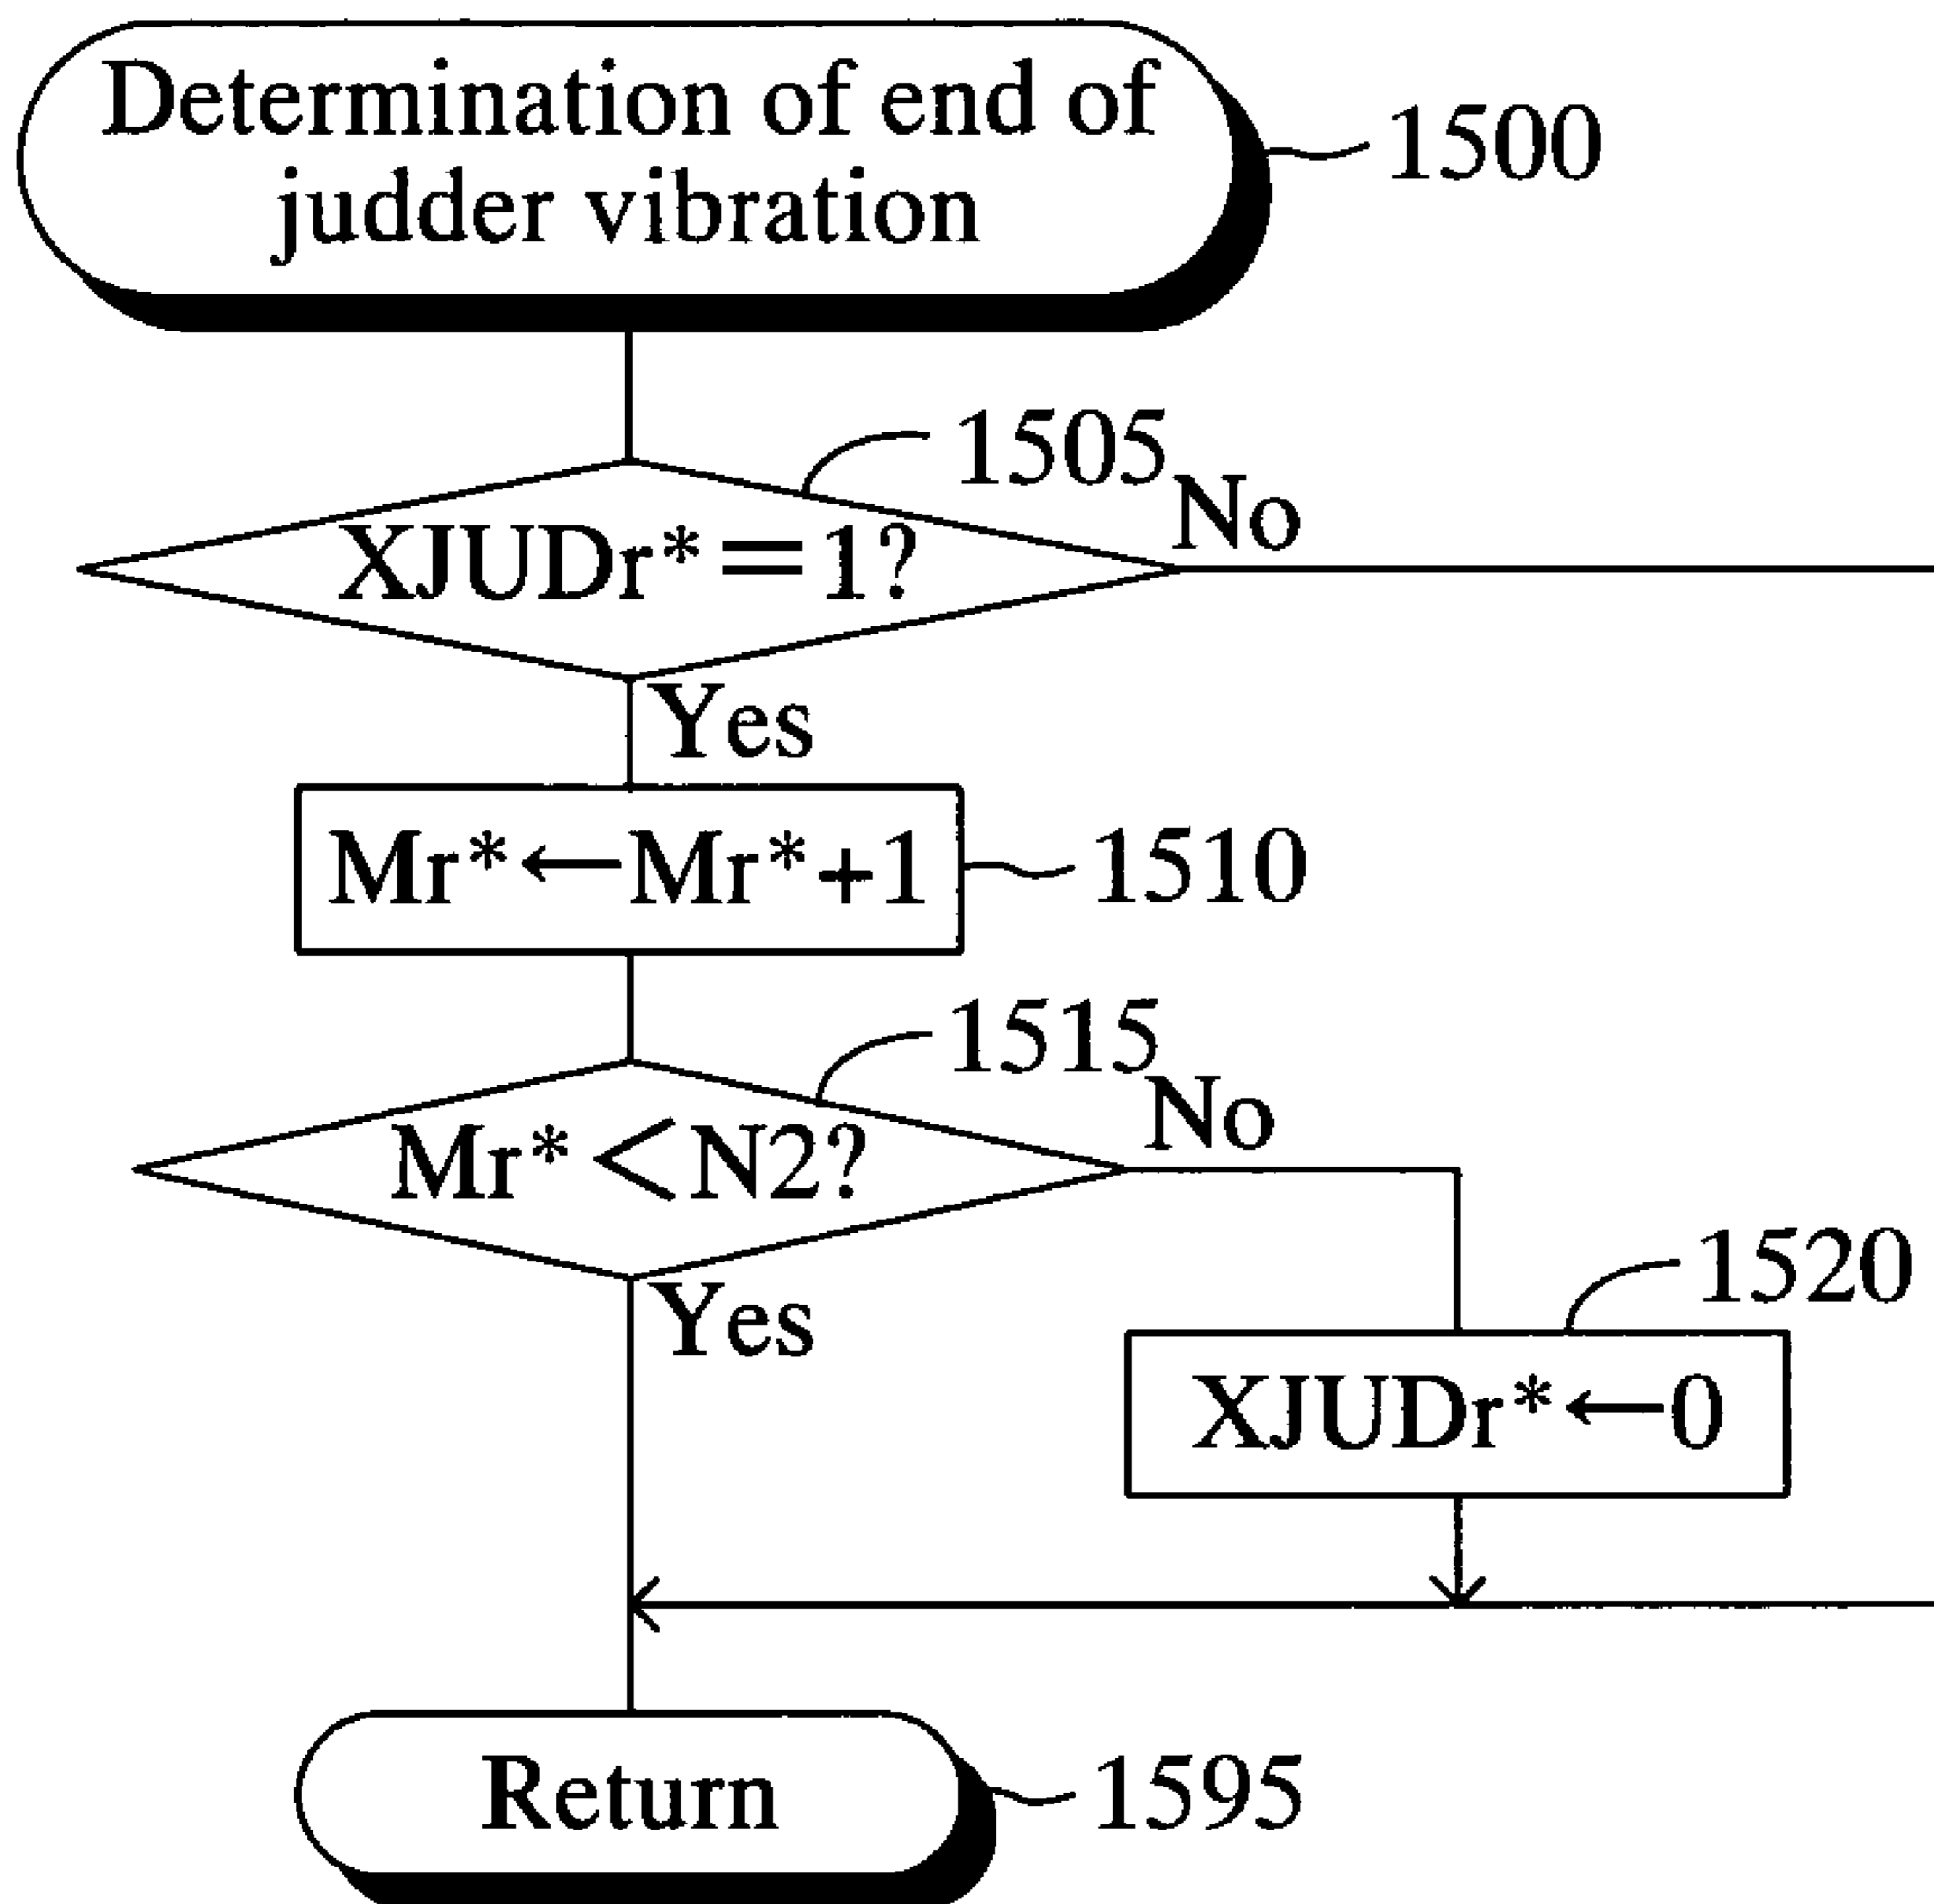 Determination of end of
judder vibration
1500
1505
XJUDr*=1?
No
Yes
Mr*←Mr*+1
1510
1515
Mr*<N2?
No
Yes
1520
XJUDr*←0
Return
1595